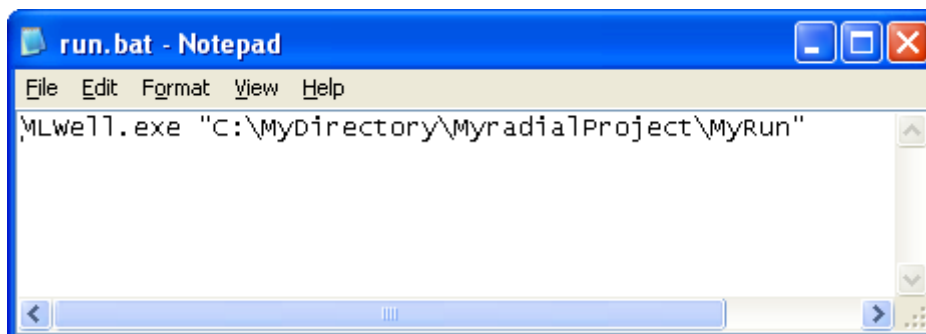 run.bat - Notepad
File Edit Format View Help
MLWell.exe "C:\MyDirectory\MyradialProject\MyRun"